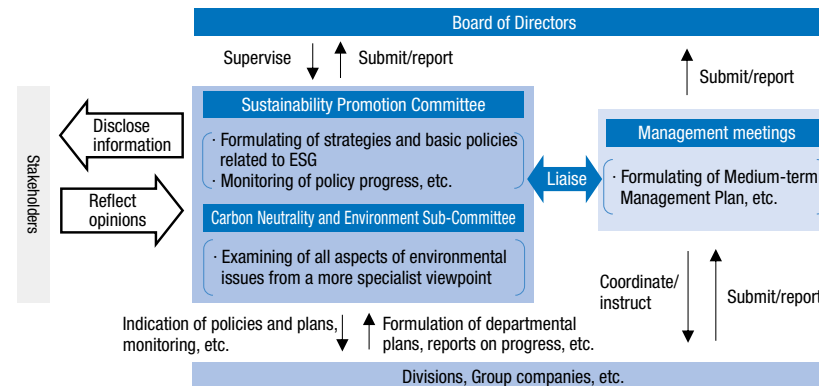 Board of Directors
Supervise
Submit/report
Submit/report
Stakeholders
Disclose
information
Reflect
opinions
Sustainability Promotion Committee
· Formulating of strategies and basic policies
related to ESG
· Monitoring of policy progress, etc.
Carbon Neutrality and Environment Sub-Committee
· Examining of all aspects of environmental
issues from a more specialist viewpoint
Liaise
Management meetings
· Formulating of Medium-term
Management Plan, etc.
Indication of policies and plans,
monitoring, etc.
Formulation of departmental
plans, reports on progress, etc.
Coordinate/
instruct
Submit/report
Divisions, Group companies, etc.